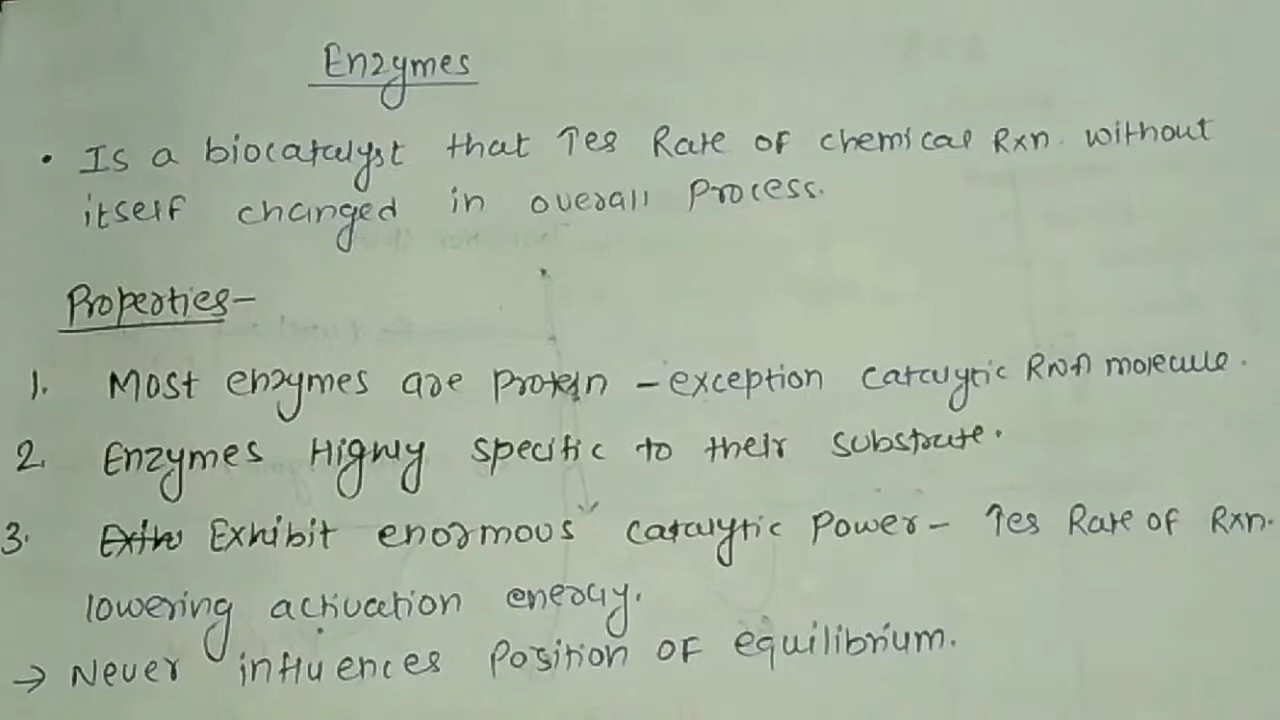 Enzymes
• Is a biocatalyst that ↑es Rate of chemical Rxn. without
itself changed in overall Process.
Properties–
1. Most enzymes are protein – exception catalytic RNA molecule.
2. Enzymes Highly specific to their substrate.
3. Exhibit enormous catalytic Power – ↑es Rate of Rxn.
lowering activation energy.
→ Never influences Position of equilibrium.